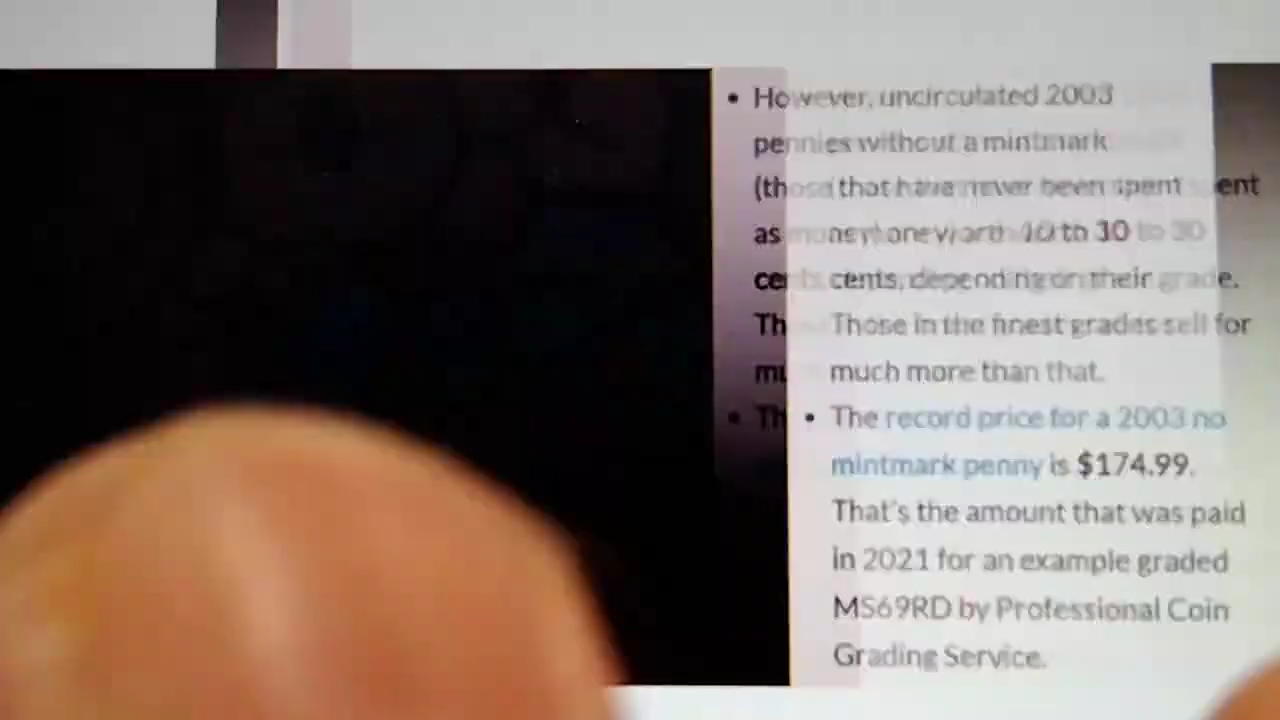 • However, uncirculated 2003
pennies without a mintmark
(those that have never been spent
as money) are worth 10 to 30
cents, depending on their grade.
Those in the finest grades sell for
much more than that.
• The record price for a 2003 no
mintmark penny is $174.99.
That's the amount that was paid
in 2021 for an example graded
MS69RD by Professional Coin
Grading Service.